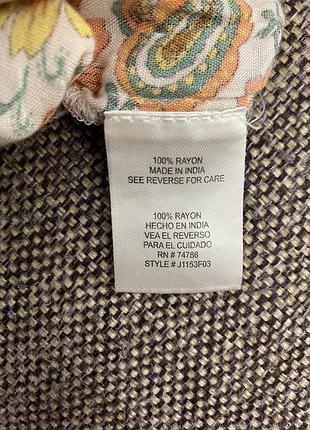 100% RAYON
MADE IN INDIA
SEE REVERSE FOR CARE
100% RAYON
HECHO EN INDIA
VEA EL REVERSO
PARA EL CUIDADO
RN # 74786
STYLE # J1153F03